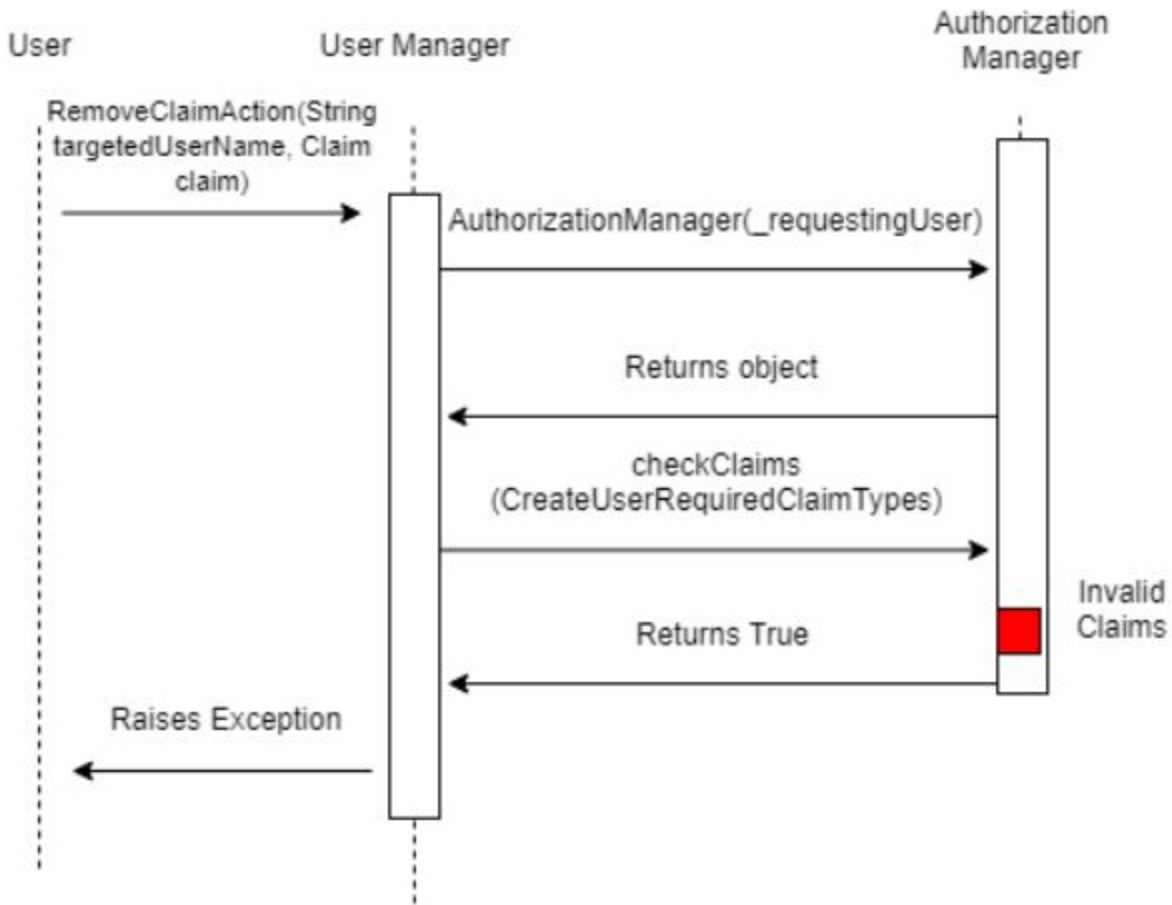 User
User Manager
Authorization
Manager
RemoveClaimAction(String
targetedUserName, Claim
claim)
AuthorizationManager(_requestingUser)
Returns object
checkClaims
(CreateUserRequiredClaimTypes)
Invalid
Claims
Returns True
Raises Exception